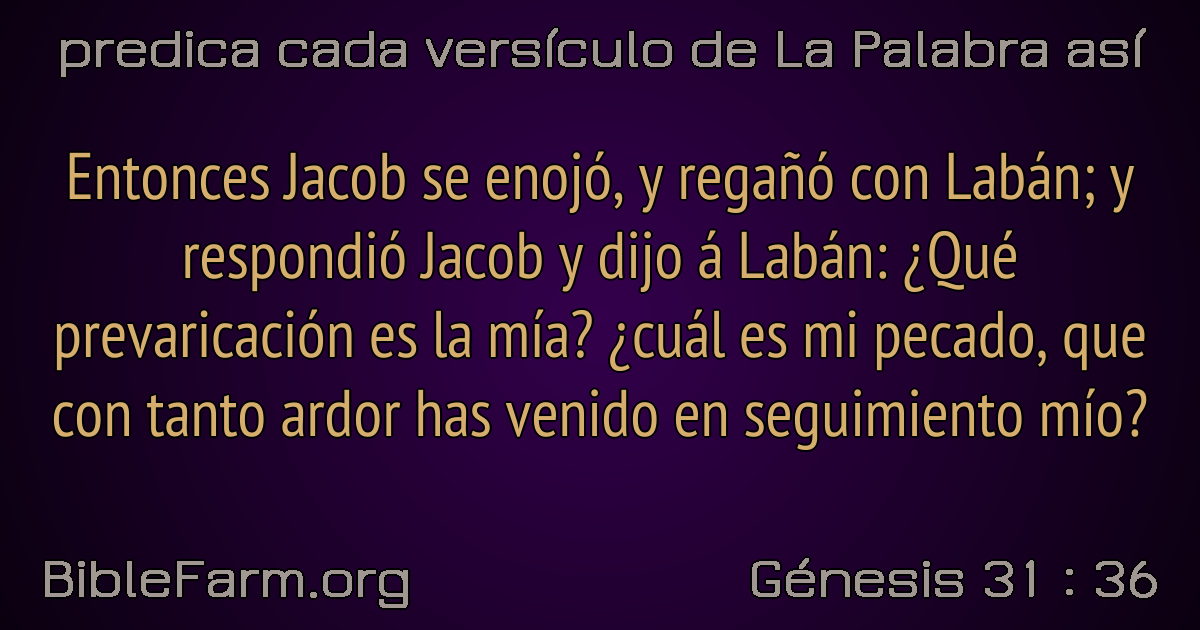 predica cada versículo de La Palabra así
Entonces Jacob se enojó, y regañó con Labán; y
respondió Jacob y dijo á Labán: ¿Qué
prevaricación es la mía? ¿cuál es mi pecado, que
con tanto ardor has venido en seguimiento mío?
BibleFarm.org
Génesis 31 : 36